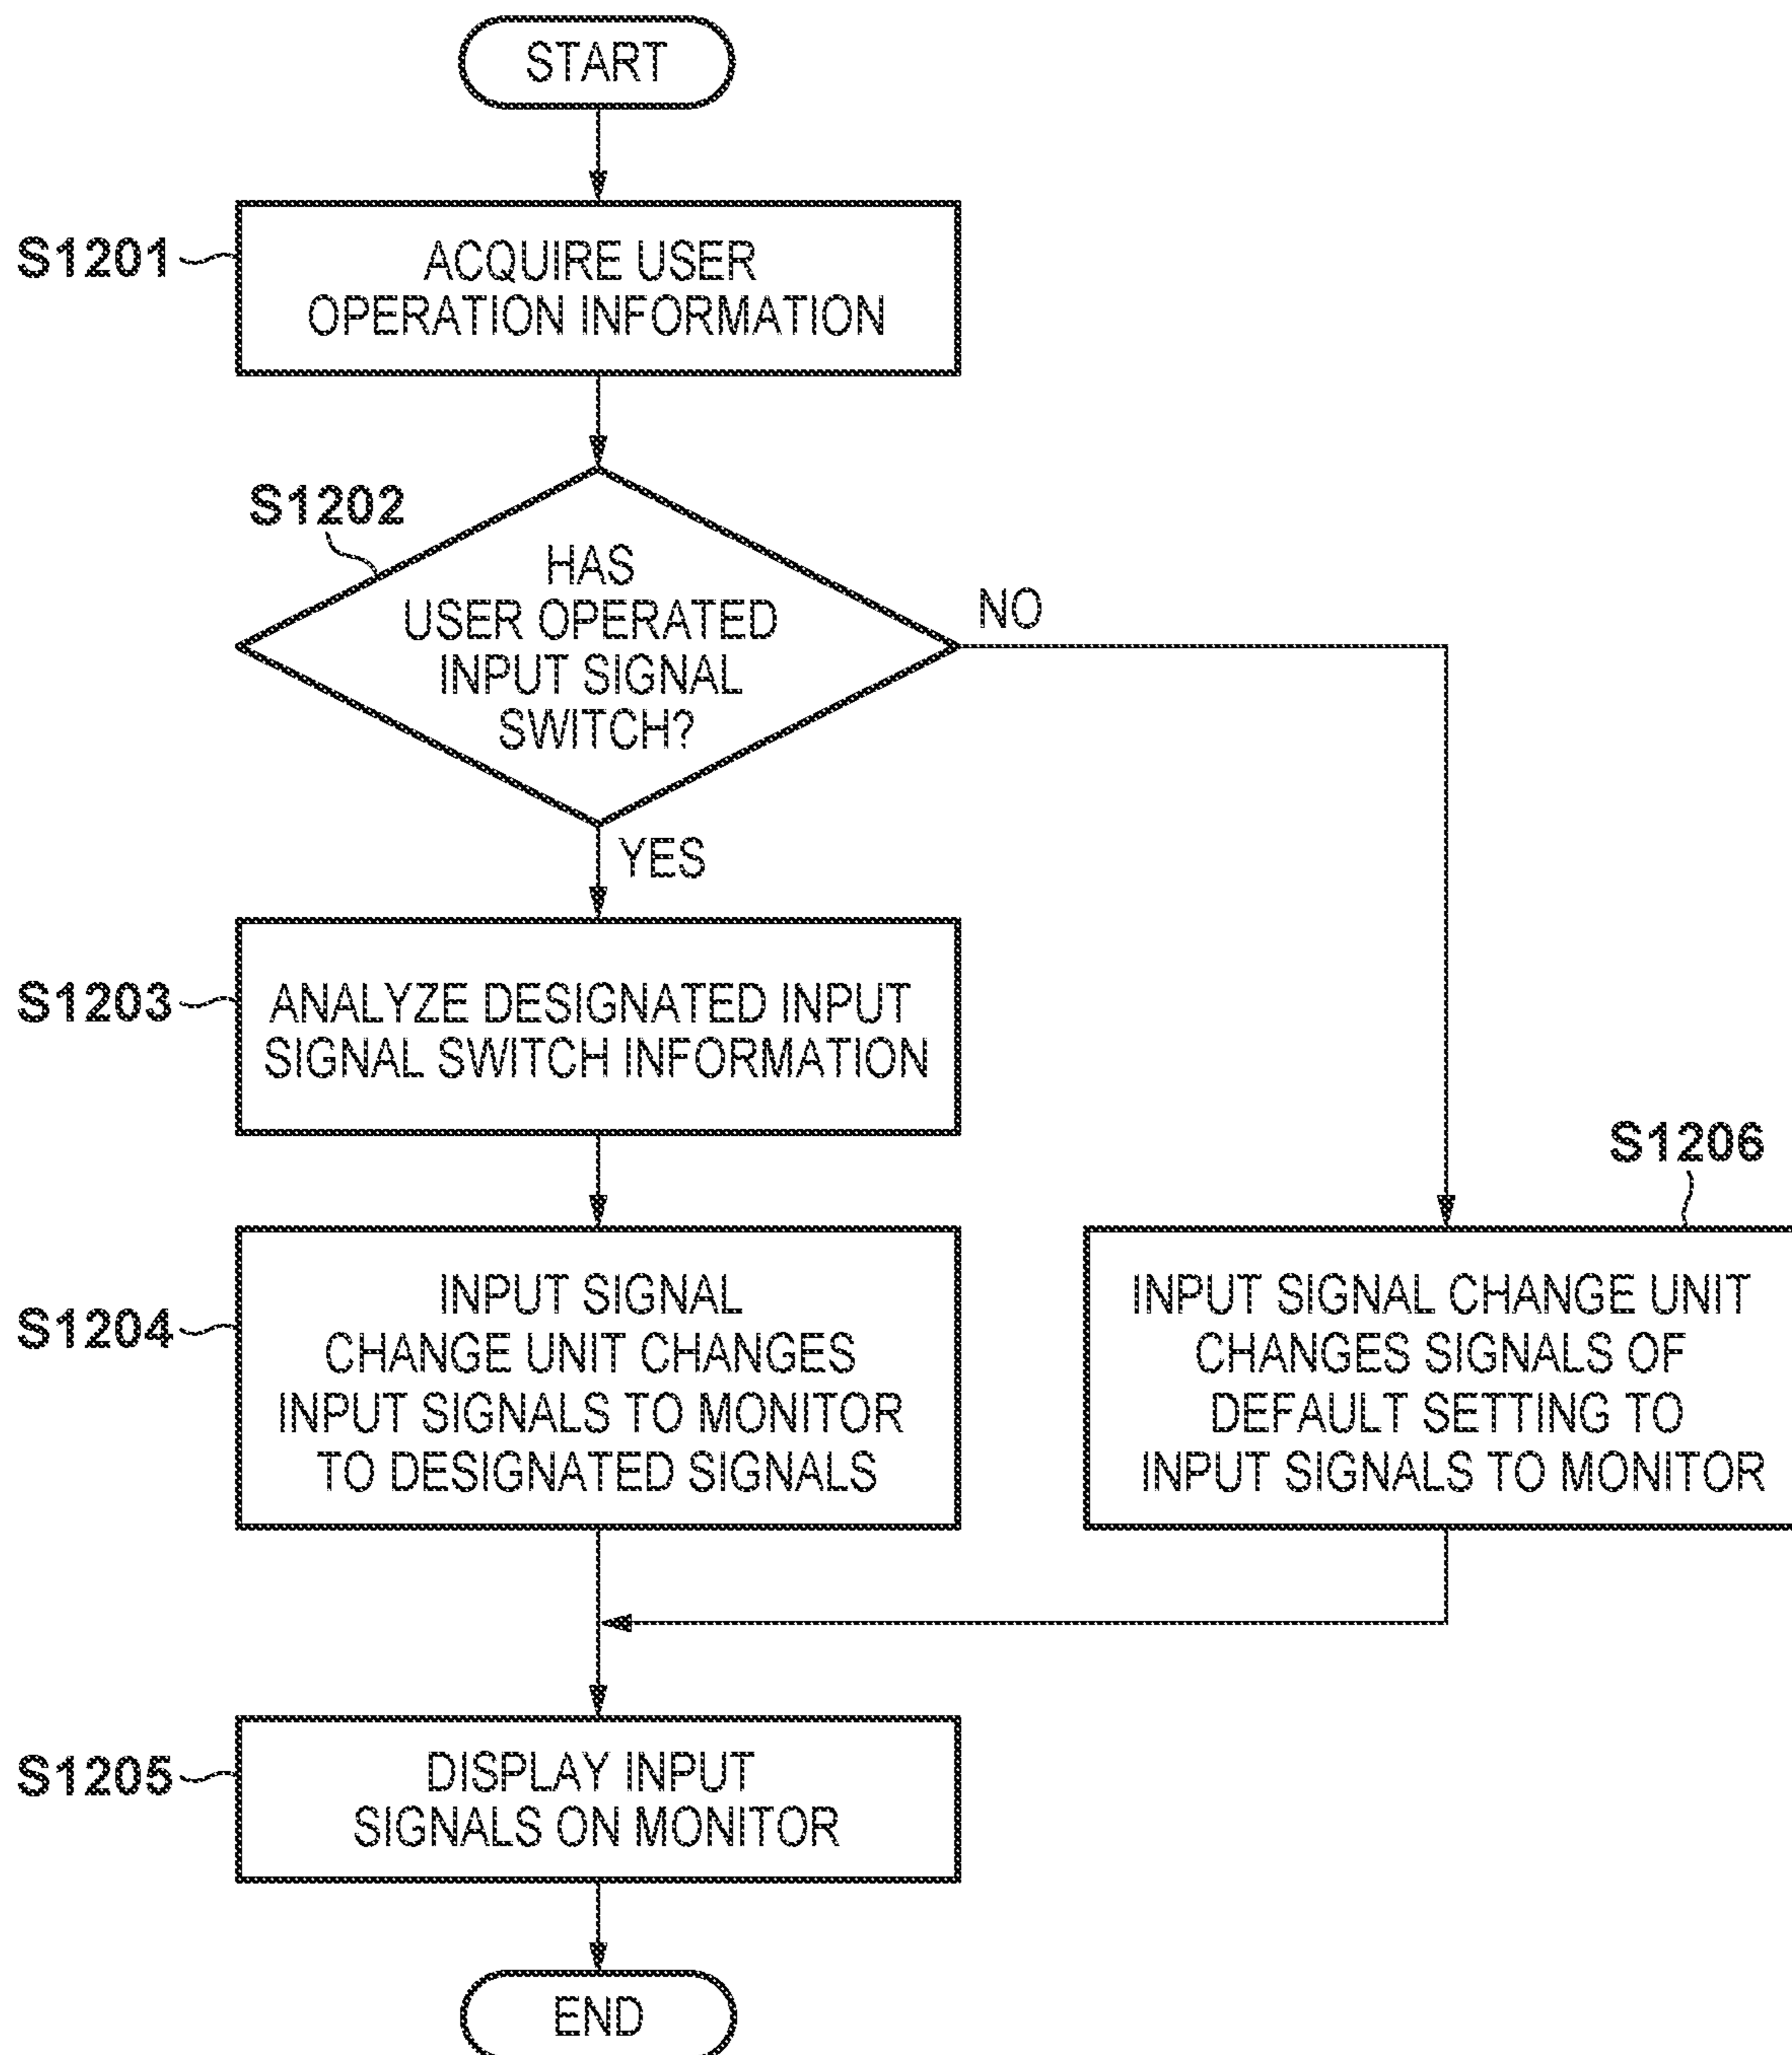 START
S1201
ACQUIRE USER
OPERATION INFORMATION
S1202
HAS
USER OPERATED
INPUT SIGNAL
SWITCH?
NO
YES
S1203
ANALYZE DESIGNATED INPUT
SIGNAL SWITCH INFORMATION
S1204
INPUT SIGNAL
CHANGE UNIT CHANGES
INPUT SIGNALS TO MONITOR
TO DESIGNATED SIGNALS
S1206
INPUT SIGNAL CHANGE UNIT
CHANGES SIGNALS OF
DEFAULT SETTING TO
INPUT SIGNALS TO MONITOR
S1205
DISPLAY INPUT
SIGNALS ON MONITOR
END